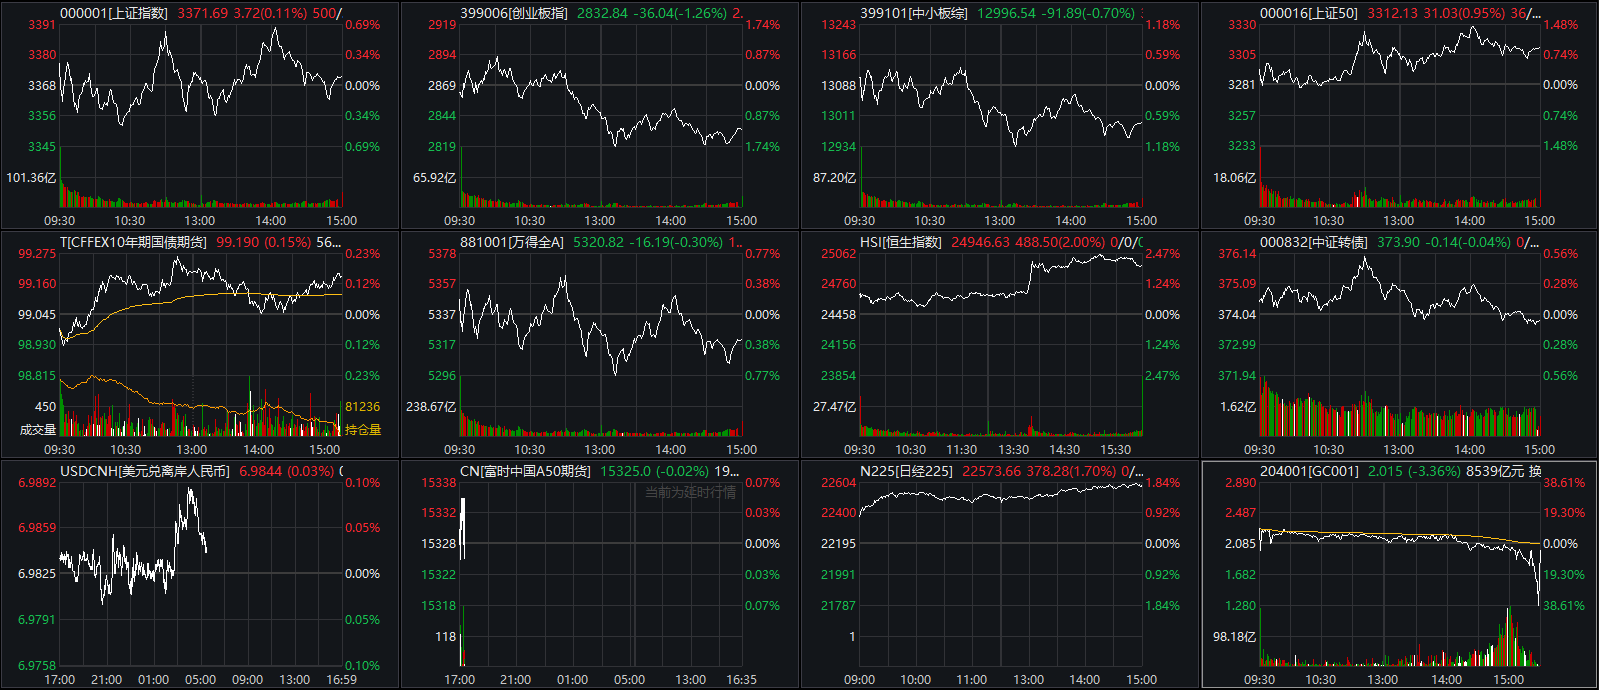 000001[上证指数] 3371.69 3.72(0.11%) 500/
3391 0.69%
3380 0.34%
3368 0.00%
3356 0.34%
3345 0.69%
101.36亿
09:30 10:30 13:00 14:00 15:00
399006[创业板指] 2832.84 -36.04(-1.26%) 2.
2919 1.74%
2894 0.87%
2869 0.00%
2844 0.87%
2819 1.74%
65.92亿
09:30 10:30 13:00 14:00 15:00
399101[中小板综] 12996.54 -91.89(-0.70%)
13243 1.18%
13166 0.59%
13088 0.00%
13011 0.59%
12934 1.18%
87.20亿
09:30 10:30 13:00 14:00 15:00
000016[上证50] 3312.13 31.03(0.95%) 36/...
3330 1.48%
3305 0.74%
3281 0.00%
3257 0.74%
3233 1.48%
18.06亿
09:30 10:30 13:00 14:00 15:00
T[CFFEX10年期国债期货] 99.190 (0.15%) 56...
99.275 0.23%
99.160 0.12%
99.045 0.00%
98.930 0.12%
98.815 0.23%
450 81236
成交量 持仓量
09:30 10:30 13:00 14:00 15:00
881001[万得全A] 5320.82 -16.19(-0.30%) 1..
5378 0.77%
5357 0.38%
5337 0.00%
5317 0.38%
5296 0.77%
238.67亿
09:30 10:30 13:00 14:00 15:00
HSI[恒生指数] 24946.63 488.50(2.00%) 0/0/0
25062 2.47%
24760 1.24%
24458 0.00%
24156 1.24%
23854 2.47%
27.47亿
09:30 10:30 11:30 13:30 14:30 15:30
000832[中证转债] 373.90 -0.14(-0.04%) 0/...
376.14 0.56%
375.09 0.28%
374.04 0.00%
372.99 0.28%
371.94 0.56%
1.62亿
09:30 10:30 13:00 14:00 15:00
USDCNH[美元兑离岸人民币] 6.9844 (0.03%) 0
6.9892 0.10%
6.9859 0.05%
6.9825 0.00%
6.9791 0.05%
6.9758 0.10%
17:00 21:00 01:00 05:00 09:00 13:00 16:59
CN[富时中国A50期货] 15325.0 (-0.02%) 19...
当前为延时行情
15338 0.07%
15332 0.03%
15328 0.00%
15322 0.03%
15318 0.07%
118
17:00 21:00 01:00 05:00 13:00 16:35
N225[日经225] 22573.66 378.28(1.70%) 0/...
22604 1.84%
22400 0.92%
22195 0.00%
21991 0.92%
21787 1.84%
1
09:00 10:00 11:00 13:00 14:00 15:00
204001[GC001] 2.015 (-3.36%) 8539亿元 换
2.890 38.61%
2.487 19.30%
2.085 0.00%
1.682 19.30%
1.280 38.61%
98.18亿
09:30 10:30 13:00 14:00 15:00